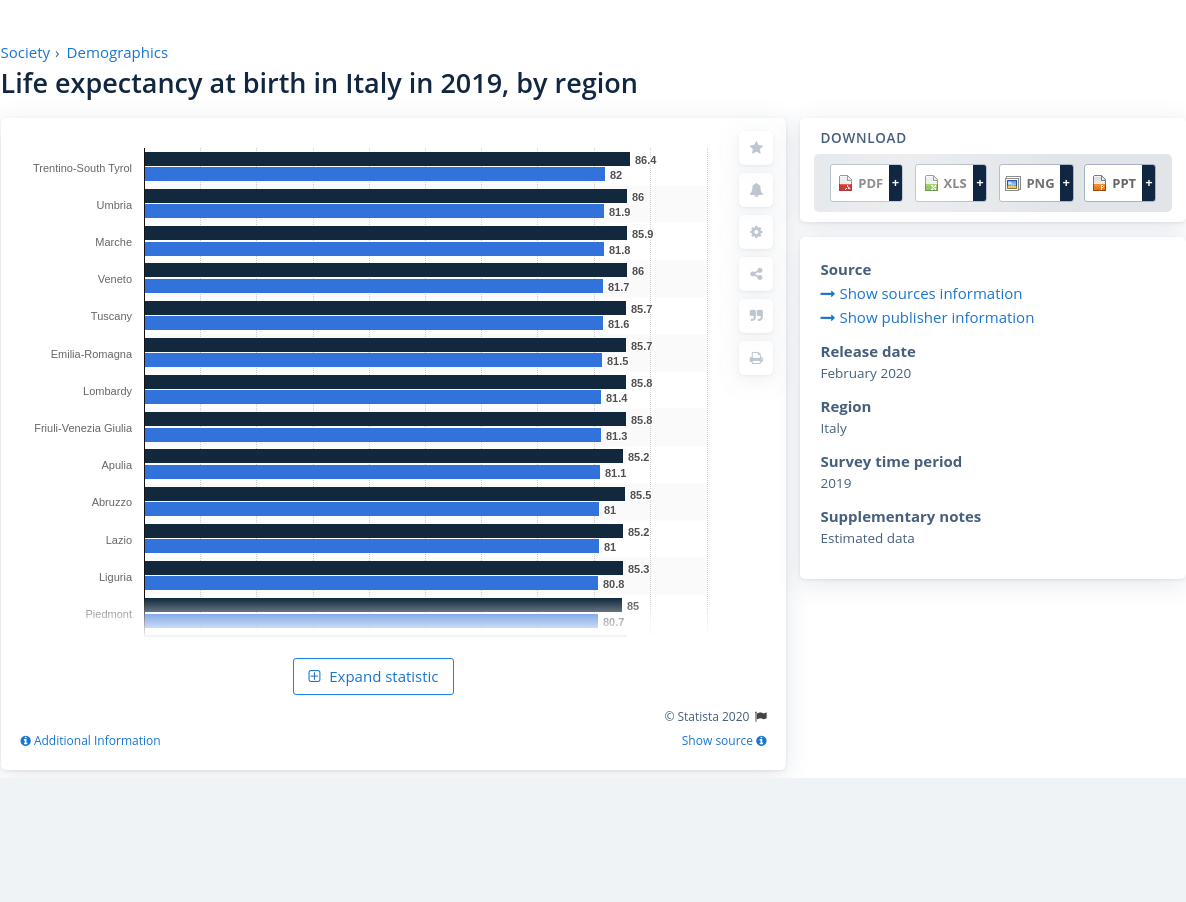 Society › Demographics
Life expectancy at birth in Italy in 2019, by region
Trentino-South Tyrol 86.4 82
Umbria 86 81.9
Marche 85.9 81.8
Veneto 86 81.7
Tuscany 85.7 81.6
Emilia-Romagna 85.7 81.5
Lombardy 85.8 81.4
Friuli-Venezia Giulia 85.8 81.3
Apulia 85.2 81.1
Abruzzo 85.5 81
Lazio 85.2 81
Liguria 85.3 80.8
Piedmont 85 80.7
Expand statistic
© Statista 2020
Additional Information
Show source
DOWNLOAD
PDF + XLS + PNG + PPT +
Source
Show sources information
Show publisher information
Release date
February 2020
Region
Italy
Survey time period
2019
Supplementary notes
Estimated data